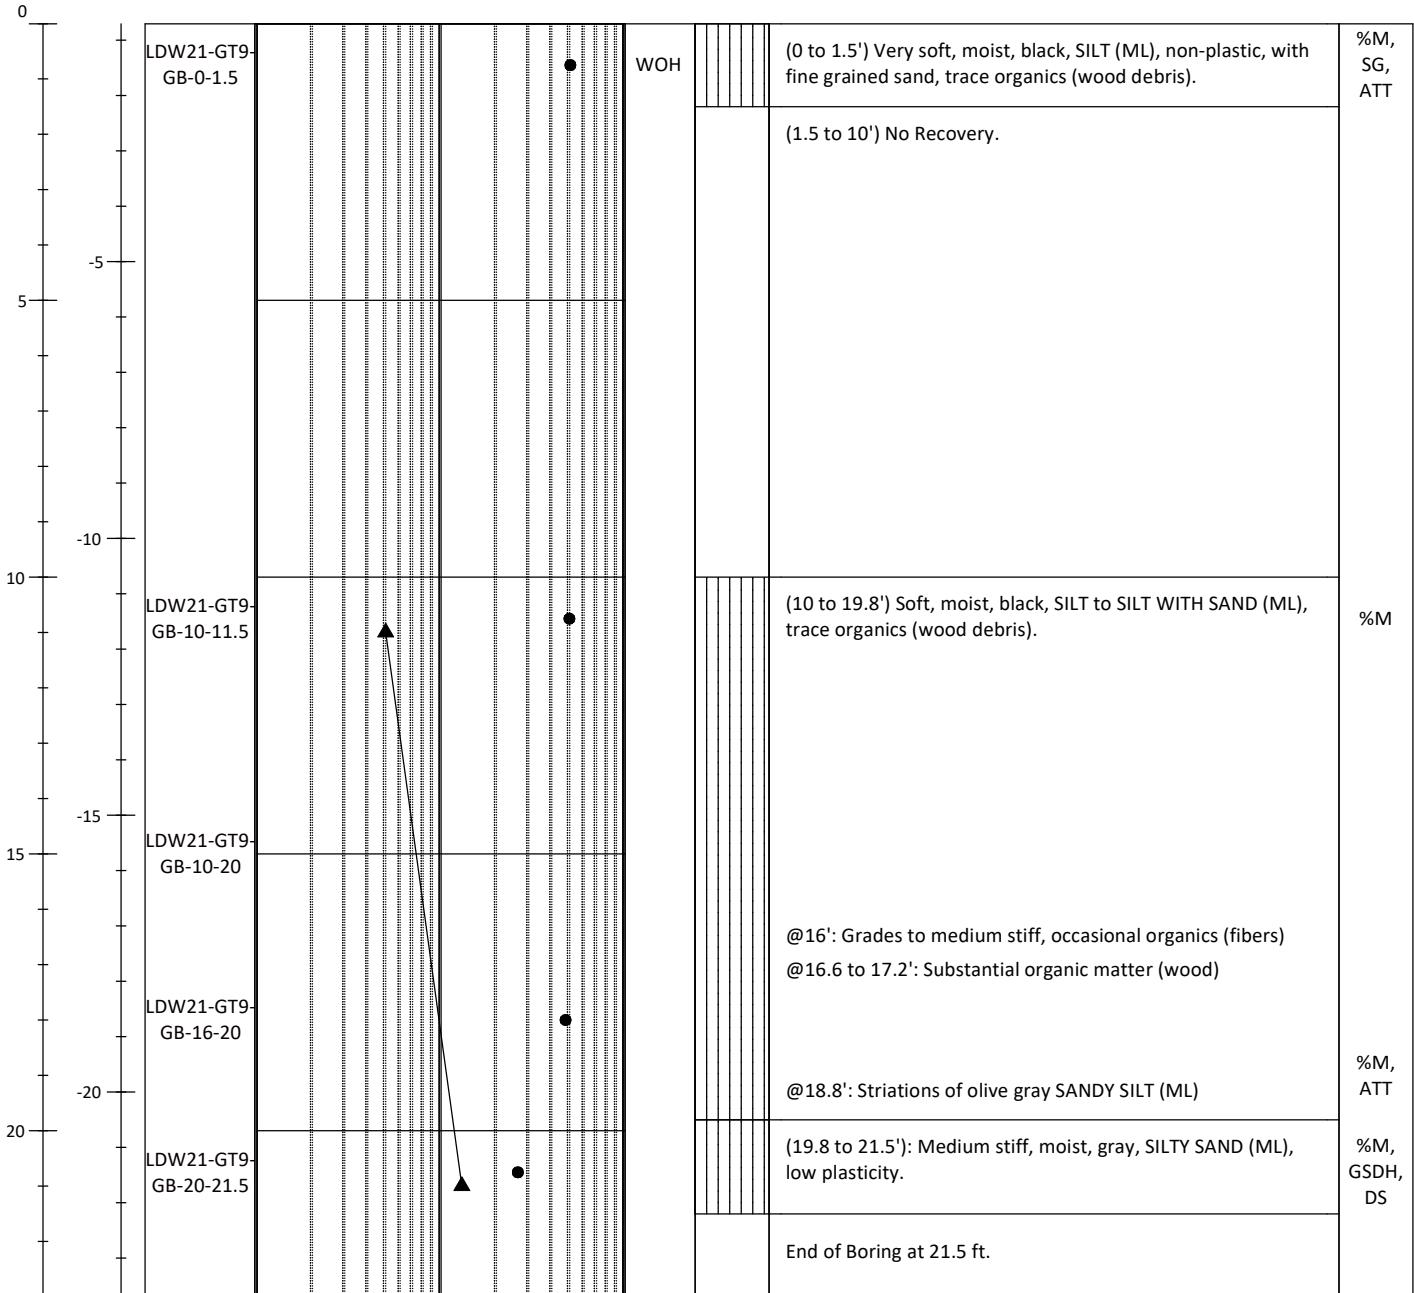 0
LDW21-GT9-
GB-0-1.5
WOH
(0 to 1.5') Very soft, moist, black, SILT (ML), non-plastic, with
fine grained sand, trace organics (wood debris).
%M,
SG,
ATT
(1.5 to 10') No Recovery.
-5
5
-10
10
LDW21-GT9-
GB-10-11.5
(10 to 19.8') Soft, moist, black, SILT to SILT WITH SAND (ML),
trace organics (wood debris).
%M
-15
15
LDW21-GT9-
GB-10-20
@16': Grades to medium stiff, occasional organics (fibers)
@16.6 to 17.2': Substantial organic matter (wood)
LDW21-GT9-
GB-16-20
-20
@18.8': Striations of olive gray SANDY SILT (ML)
%M,
ATT
20
LDW21-GT9-
GB-20-21.5
(19.8 to 21.5'): Medium stiff, moist, gray, SILTY SAND (ML),
low plasticity.
%M,
GSDH,
DS
End of Boring at 21.5 ft.